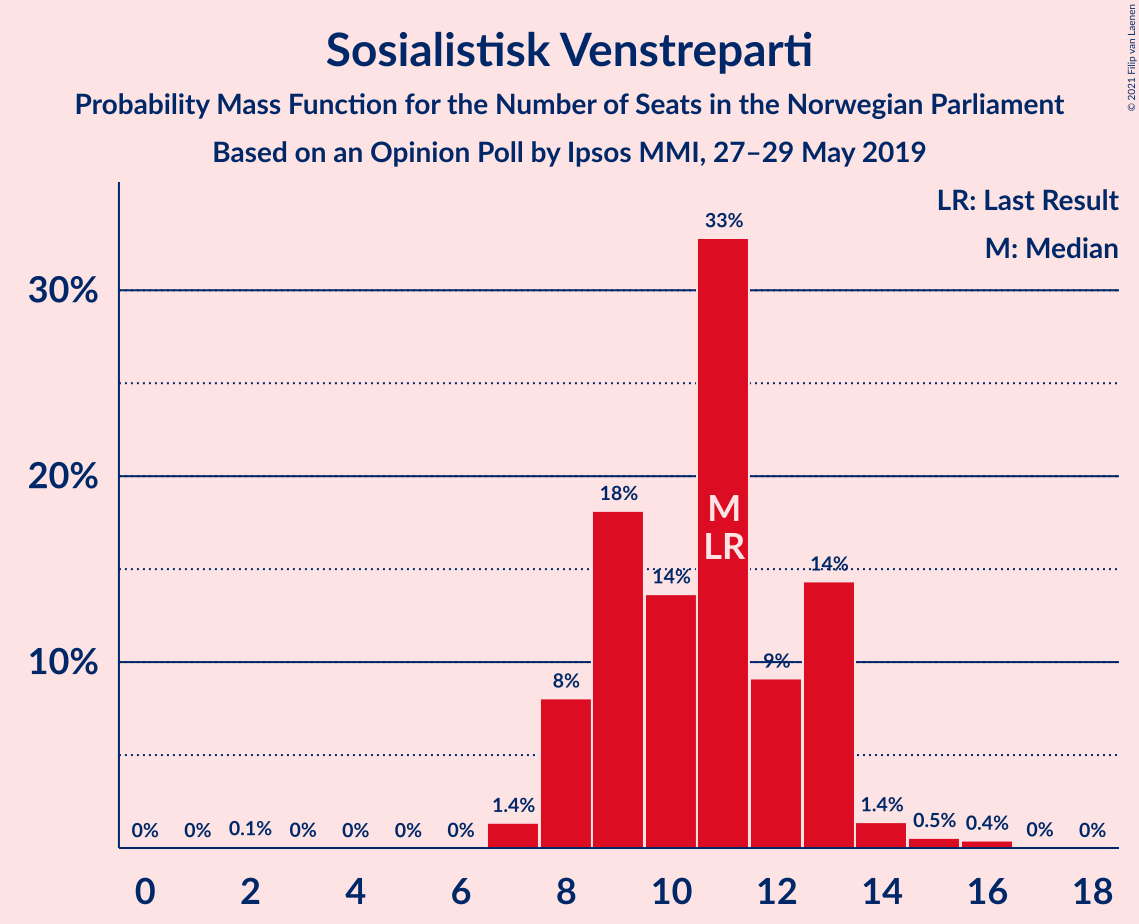 Sosialistisk Venstreparti
Probability Mass Function for the Number of Seats in the Norwegian Parliament
Based on an Opinion Poll by Ipsos MMI, 27–29 May 2019
© 2021 Filip van Laenen
LR: Last Result
M: Median
30%
20%
10%
0% 0% 0.1% 0% 0% 0% 0% 1.4% 8% 18% 14% 33% 9% 14% 1.4% 0.5% 0.4% 0% 0%
M
LR
0 2 4 6 8 10 12 14 16 18